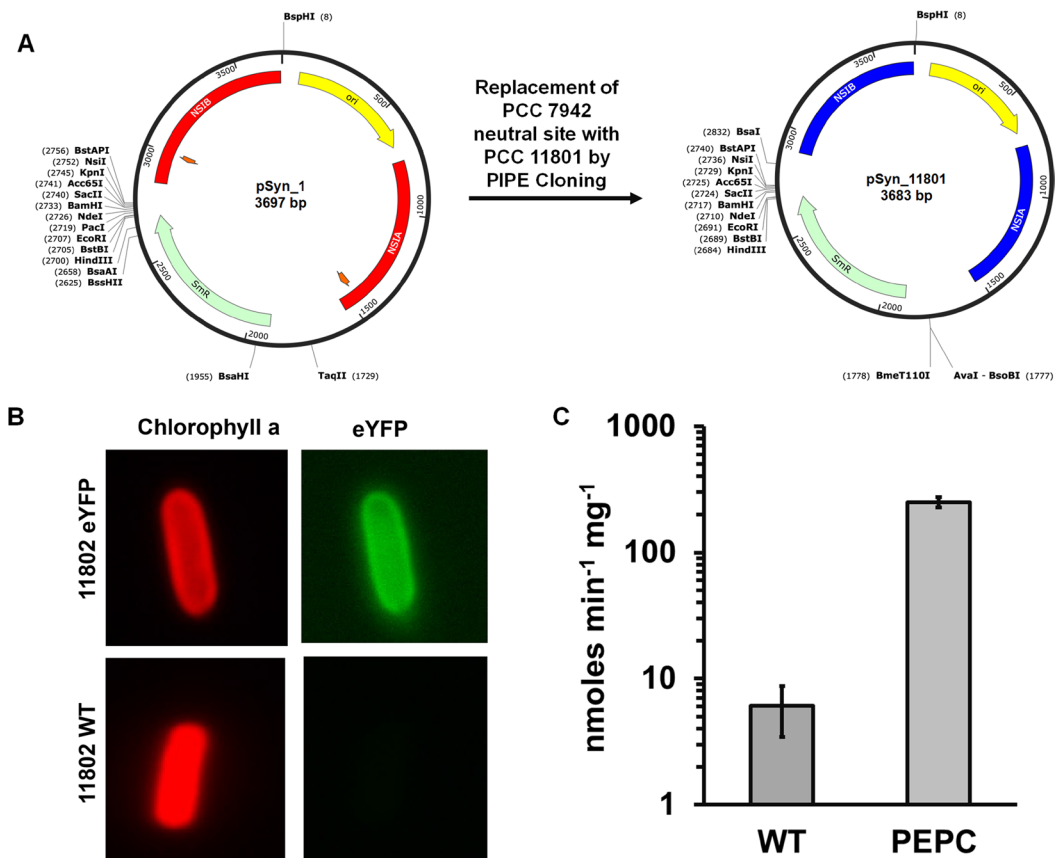 A
BspHI (8)
3500
NSIB
ori
500
3000
(2756) BstAPI
(2752) NsiI
(2745) KpnI
(2741) Acc65I
(2740) SacII
(2733) BamHI
(2726) NdeI
(2719) PacI
(2707) EcoRI
(2705) BstBI
(2700) HindIII
(2658) BsaAI
(2625) BssHII
pSyn_1
3697 bp
1000
NSIA
2500
SmR
1500
2000
(1955) BsaHI
TaqII (1729)
Replacement of
PCC 7942
neutral site with
PCC 11801 by
PIPE Cloning
BspHI (8)
3500
NSIB
ori
500
3000
(2832) BsaI
(2740) BstAPI
(2736) NsiI
(2729) KpnI
(2725) Acc65I
(2724) SacII
(2717) BamHI
(2710) NdeI
(2691) EcoRI
(2689) BstBI
(2684) HindIII
pSyn_11801
3683 bp
1000
NSIA
2500
SmR
1500
2000
(1778) BmeT110I
AvaI - BsoBI (1777)
B
Chlorophyll a
eYFP
11802 eYFP
11802 WT
C
nmoles min-1 mg-1
1000
100
10
1
WT
PEPC